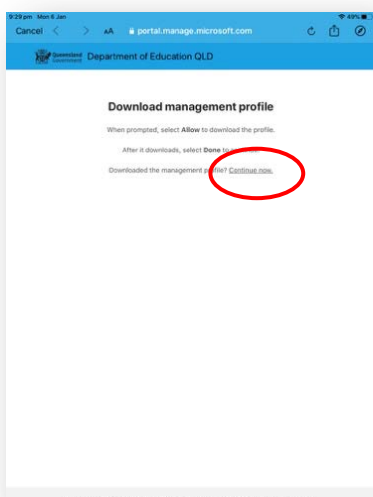 9:29 pm Mon 6 Jan 49%
Cancel AA portal.manage.microsoft.com
Queensland Government Department of Education QLD
Download management profile
When prompted, select Allow to download the profile.
After it downloads, select Done to
Downloaded the management profile? Continue now.